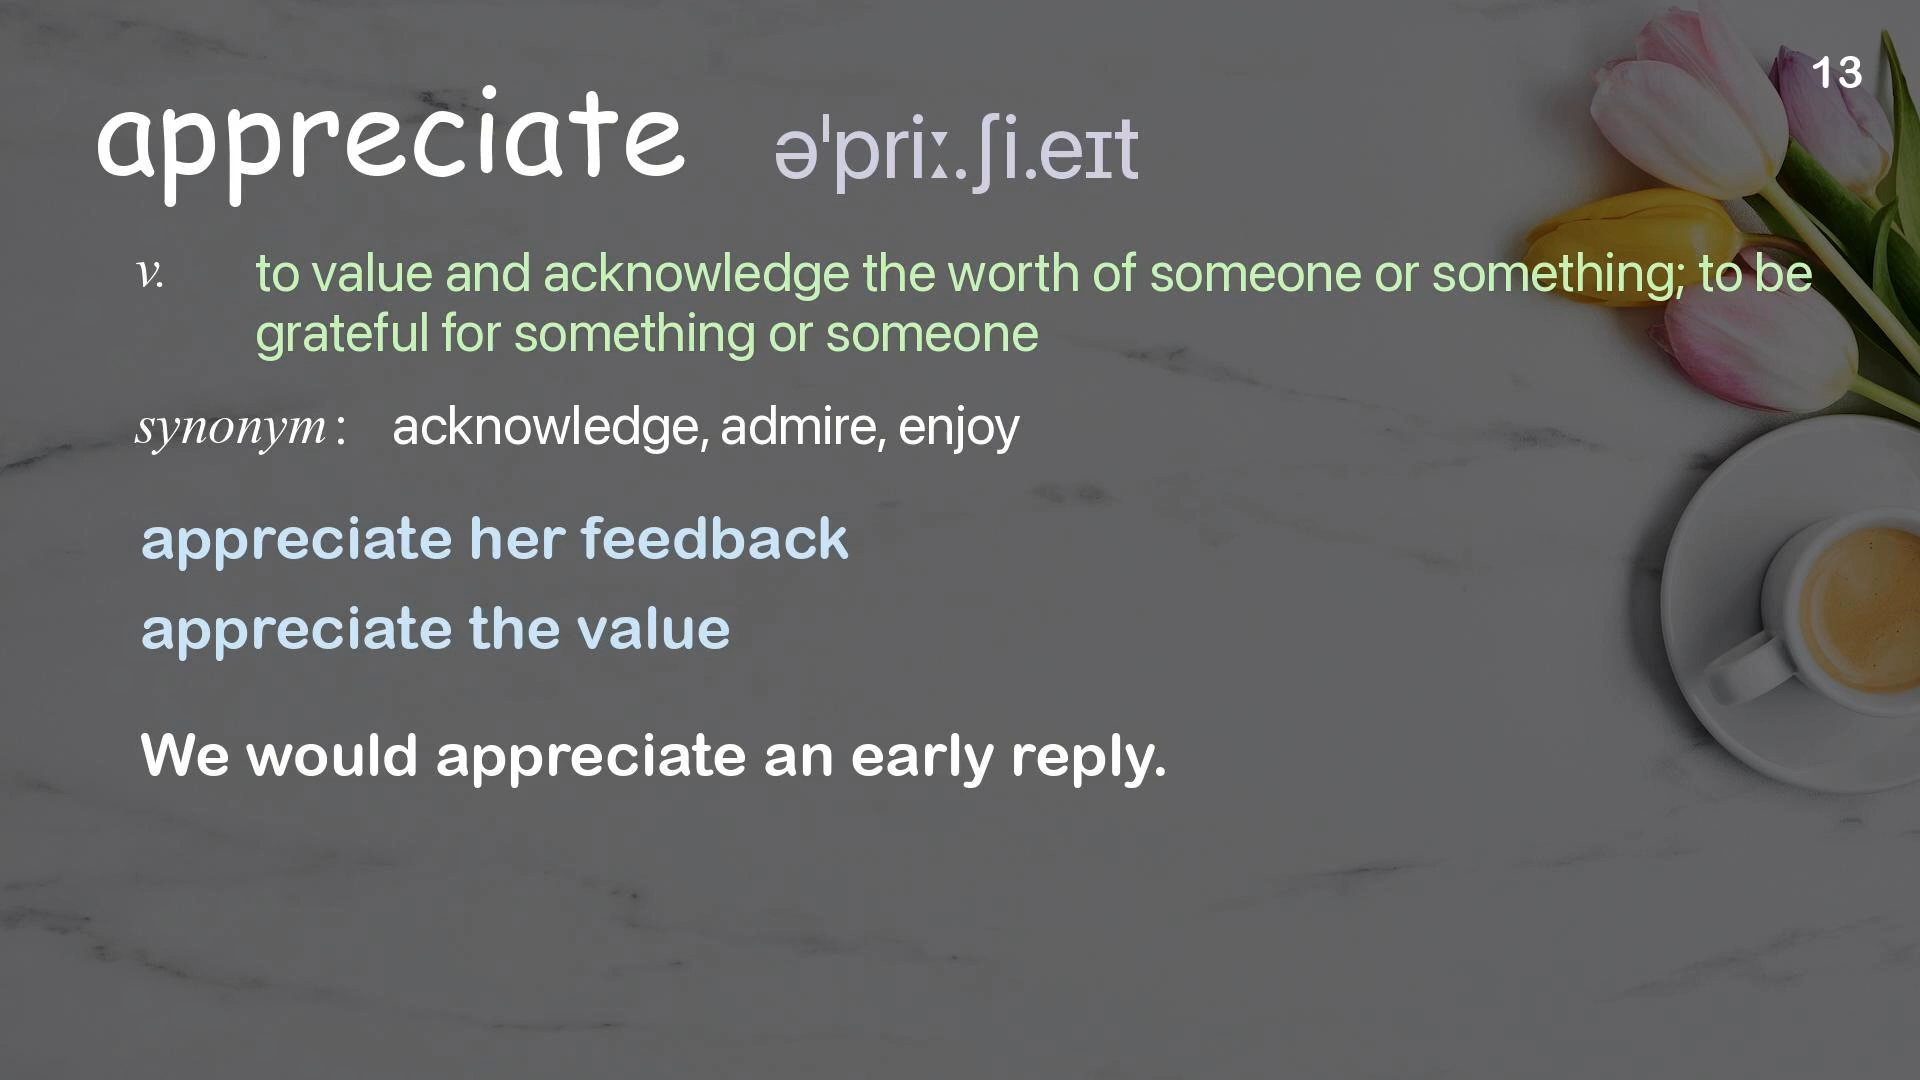 13
appreciate əˈpriː.ʃi.eɪt
v. to value and acknowledge the worth of someone or something; to be
grateful for something or someone
synonym : acknowledge, admire, enjoy
appreciate her feedback
appreciate the value
We would appreciate an early reply.